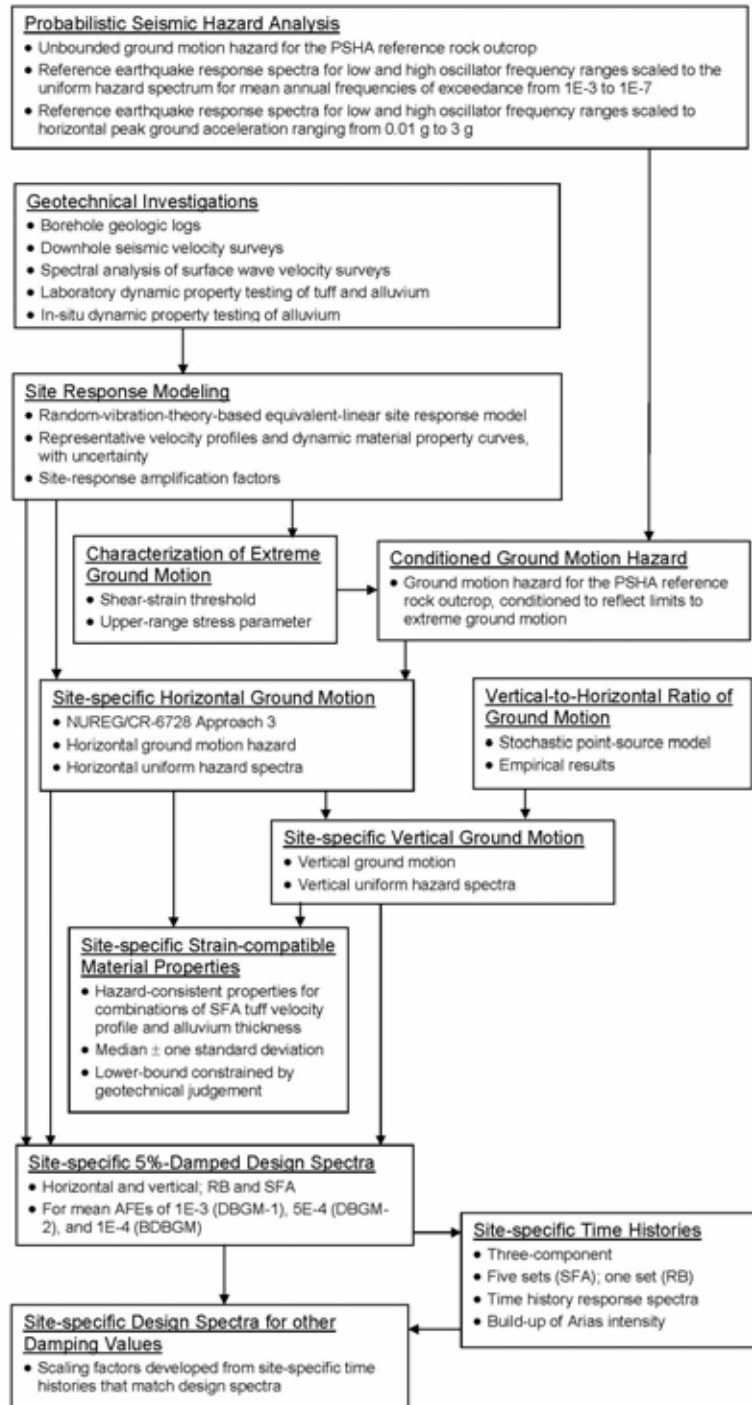 Probabilistic Seismic Hazard Analysis
● Unbounded ground motion hazard for the PSHA reference rock outcrop
● Reference earthquake response spectra for low and high oscillator frequency ranges scaled to the
uniform hazard spectrum for mean annual frequencies of exceedance from 1E-3 to 1E-7
● Reference earthquake response spectra for low and high oscillator frequency ranges scaled to
horizontal peak ground acceleration ranging from 0.01 g to 3 g
Geotechnical Investigations
● Borehole geologic logs
● Downhole seismic velocity surveys
● Spectral analysis of surface wave velocity surveys
● Laboratory dynamic property testing of tuff and alluvium
● In-situ dynamic property testing of alluvium
Site Response Modeling
● Random-vibration-theory-based equivalent-linear site response model
● Representative velocity profiles and dynamic material property curves,
with uncertainty
● Site-response amplification factors
Characterization of Extreme
Ground Motion
● Shear-strain threshold
● Upper-range stress parameter
Conditioned Ground Motion Hazard
● Ground motion hazard for the PSHA reference
rock outcrop, conditioned to reflect limits to
extreme ground motion
Site-specific Horizontal Ground Motion
● NUREG/CR-6728 Approach 3
● Horizontal ground motion hazard
● Horizontal uniform hazard spectra
Vertical-to-Horizontal Ratio of
Ground Motion
● Stochastic point-source model
● Empirical results
Site-specific Vertical Ground Motion
● Vertical ground motion
● Vertical uniform hazard spectra
Site-specific Strain-compatible
Material Properties
● Hazard-consistent properties for
combinations of SFA tuff velocity
profile and alluvium thickness
● Median ± one standard deviation
● Lower-bound constrained by
geotechnical judgement
Site-specific 5%-Damped Design Spectra
● Horizontal and vertical; RB and SFA
● For mean AFEs of 1E-3 (DBGM-1), 5E-4 (DBGM-
2), and 1E-4 (BDBGM)
Site-specific Time Histories
● Three-component
● Five sets (SFA); one set (RB)
● Time history response spectra
● Build-up of Arias intensity
Site-specific Design Spectra for other
Damping Values
● Scaling factors developed from site-specific time
histories that match design spectra